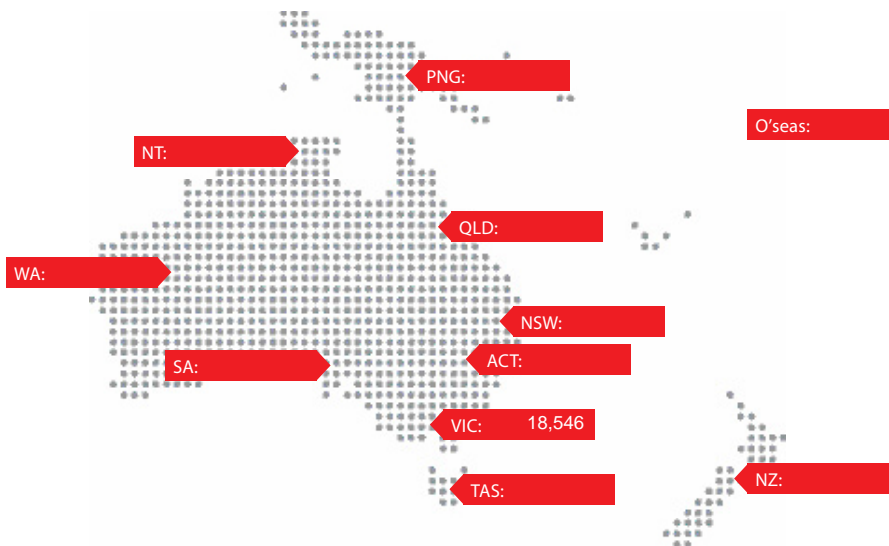 PNG:
O'seas:
NT:
QLD:
WA:
NSW:
ACT:
SA:
VIC: 18,546
NZ:
TAS: